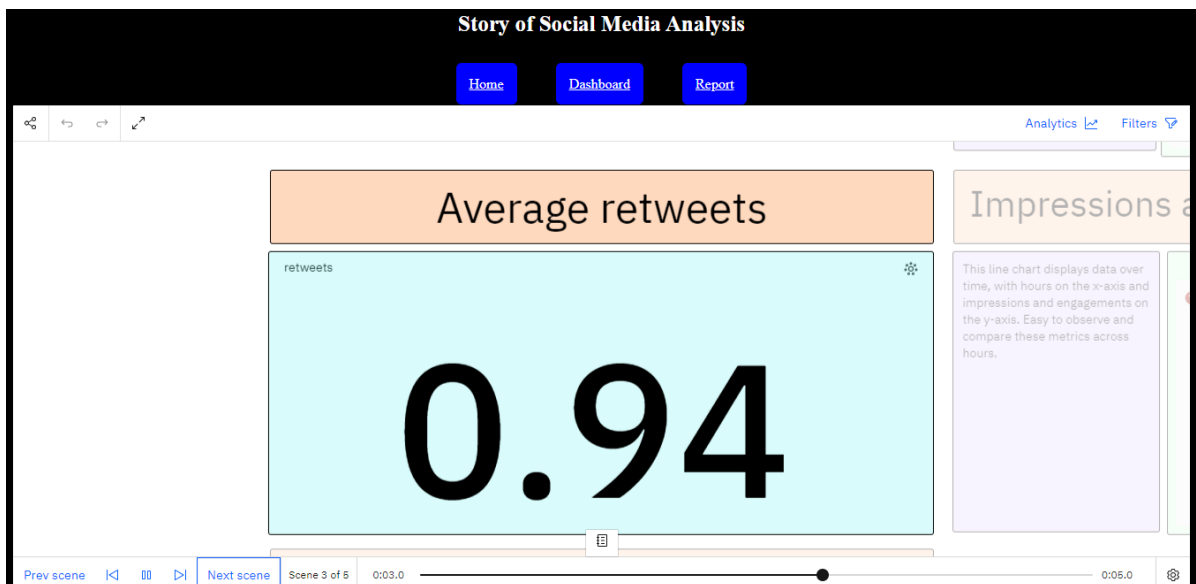 Story of Social Media Analysis
Home Dashboard Report
Analytics Filters
Average retweets
Impressions a
retweets
0.94
This line chart displays data over
time, with hours on the x-axis and
impressions and engagements on
the y-axis. Easy to observe and
compare these metrics across
hours.
Prev scene Next scene Scene 3 of 5 0:03.0 0:05.0